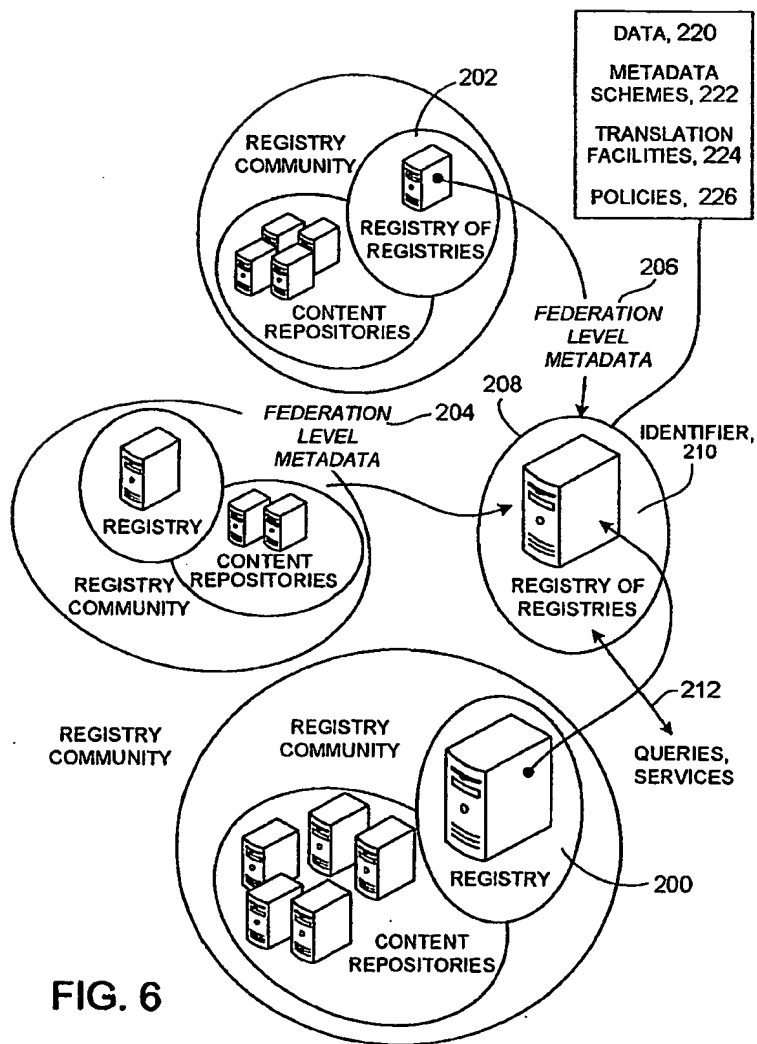 DATA, 220
METADATA
SCHEMES, 222
TRANSLATION
FACILITIES, 224
POLICIES, 226
202
REGISTRY
COMMUNITY
REGISTRY OF
REGISTRIES
CONTENT
REPOSITORIES
206
FEDERATION
LEVEL
METADATA
208
IDENTIFIER,
210
REGISTRY OF
REGISTRIES
FEDERATION
LEVEL
METADATA
204
REGISTRY
CONTENT
REPOSITORIES
REGISTRY
COMMUNITY
212
QUERIES,
SERVICES
REGISTRY
COMMUNITY
REGISTRY
COMMUNITY
REGISTRY
200
CONTENT
REPOSITORIES
FIG. 6